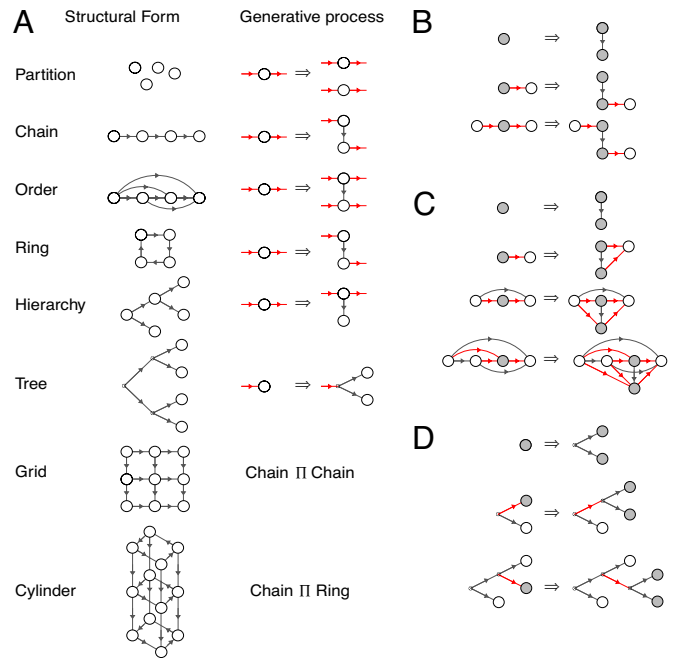 A
Structural Form
Generative process
Partition
Chain
Order
Ring
Hierarchy
Tree
Grid
Chain Π Chain
Cylinder
Chain Π Ring
B
C
D